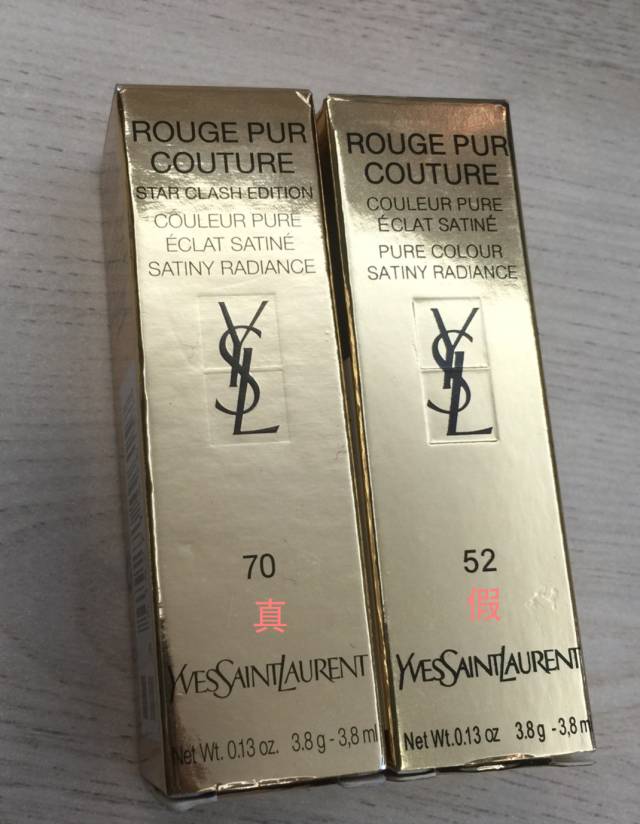 ROUGE PUR
COUTURE
STAR CLASH EDITION
COULEUR PURE
ÉCLAT SATINÉ
SATINY RADIANCE
YSL
70
真
YVESSAINTLAURENT
Net Wt. 0.13 oz. 3.8 g - 3,8 ml
ROUGE PUR
COUTURE
COULEUR PURE
ÉCLAT SATINÉ
PURE COLOUR
SATINY RADIANCE
YSL
52
假
YVESSAINTLAURENT
Net Wt.0.13 oz 3.8 g - 3,8 m